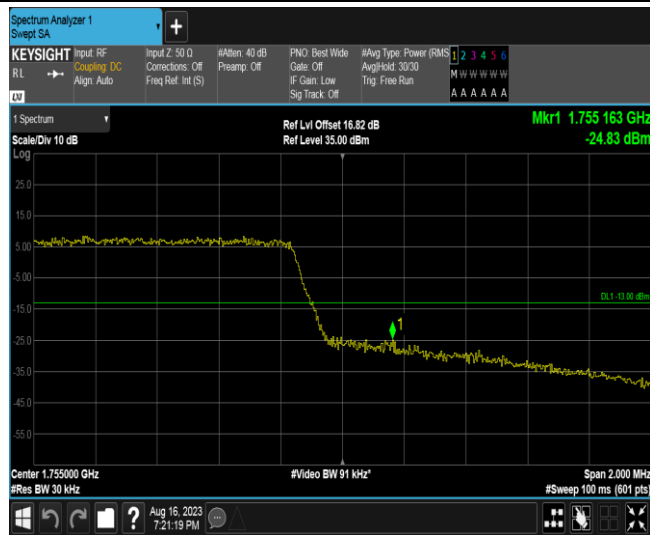 Spectrum Analyzer 1
Swept SA
+
KEYSIGHT
RL
Input: RF
Coupling: DC
Align: Auto
Input Z: 50 Ω
Corrections: Off
Freq Ref: Int (S)
#Atten: 40 dB
Preamp: Off
PNO: Best Wide
Gate: Off
IF Gain: Low
Sig Track: Off
#Avg Type: Power (RMS
Avg|Hold: 30/30
Trig: Free Run
1 2 3 4 5 6
M W W W W W
A A A A A A
1 Spectrum
Scale/Div 10 dB
Log
Ref Lvl Offset 16.82 dB
Ref Level 35.00 dBm
Mkr1 1.755 163 GHz
-24.83 dBm
25.0
15.0
5.00
-5.00
DL1 -13.00 dBm
-15.0
1
-25.0
-35.0
-45.0
-55.0
Center 1.755000 GHz
#Video BW 91 kHz*
Span 2.000 MHz
#Res BW 30 kHz
#Sweep 100 ms (601 pts)
?
Aug 16, 2023
7:21:19 PM